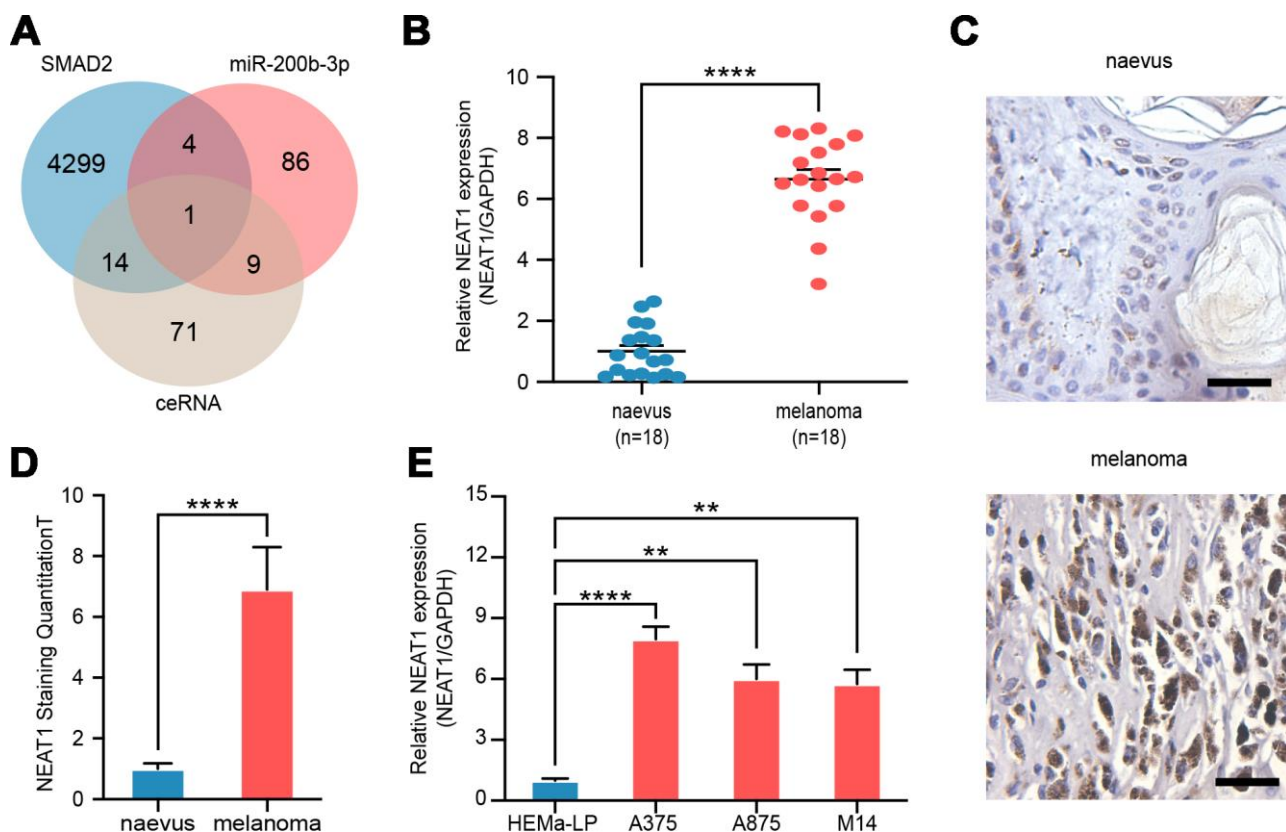 A
SMAD2
miR-200b-3p
4299
4
86
1
14
9
71
ceRNA
B
Relative NEAT1 expression
(NEAT1/GAPDH)
10
8
6
4
2
0
****
naevus
(n=18)
melanoma
(n=18)
C
naevus
melanoma
D
NEAT1 Staining QuantitationT
10
8
6
4
2
0
****
naevus
melanoma
E
Relative NEAT1 expression
(NEAT1/GAPDH)
15
12
9
6
3
0
**
**
****
HEMa-LP
A375
A875
M14